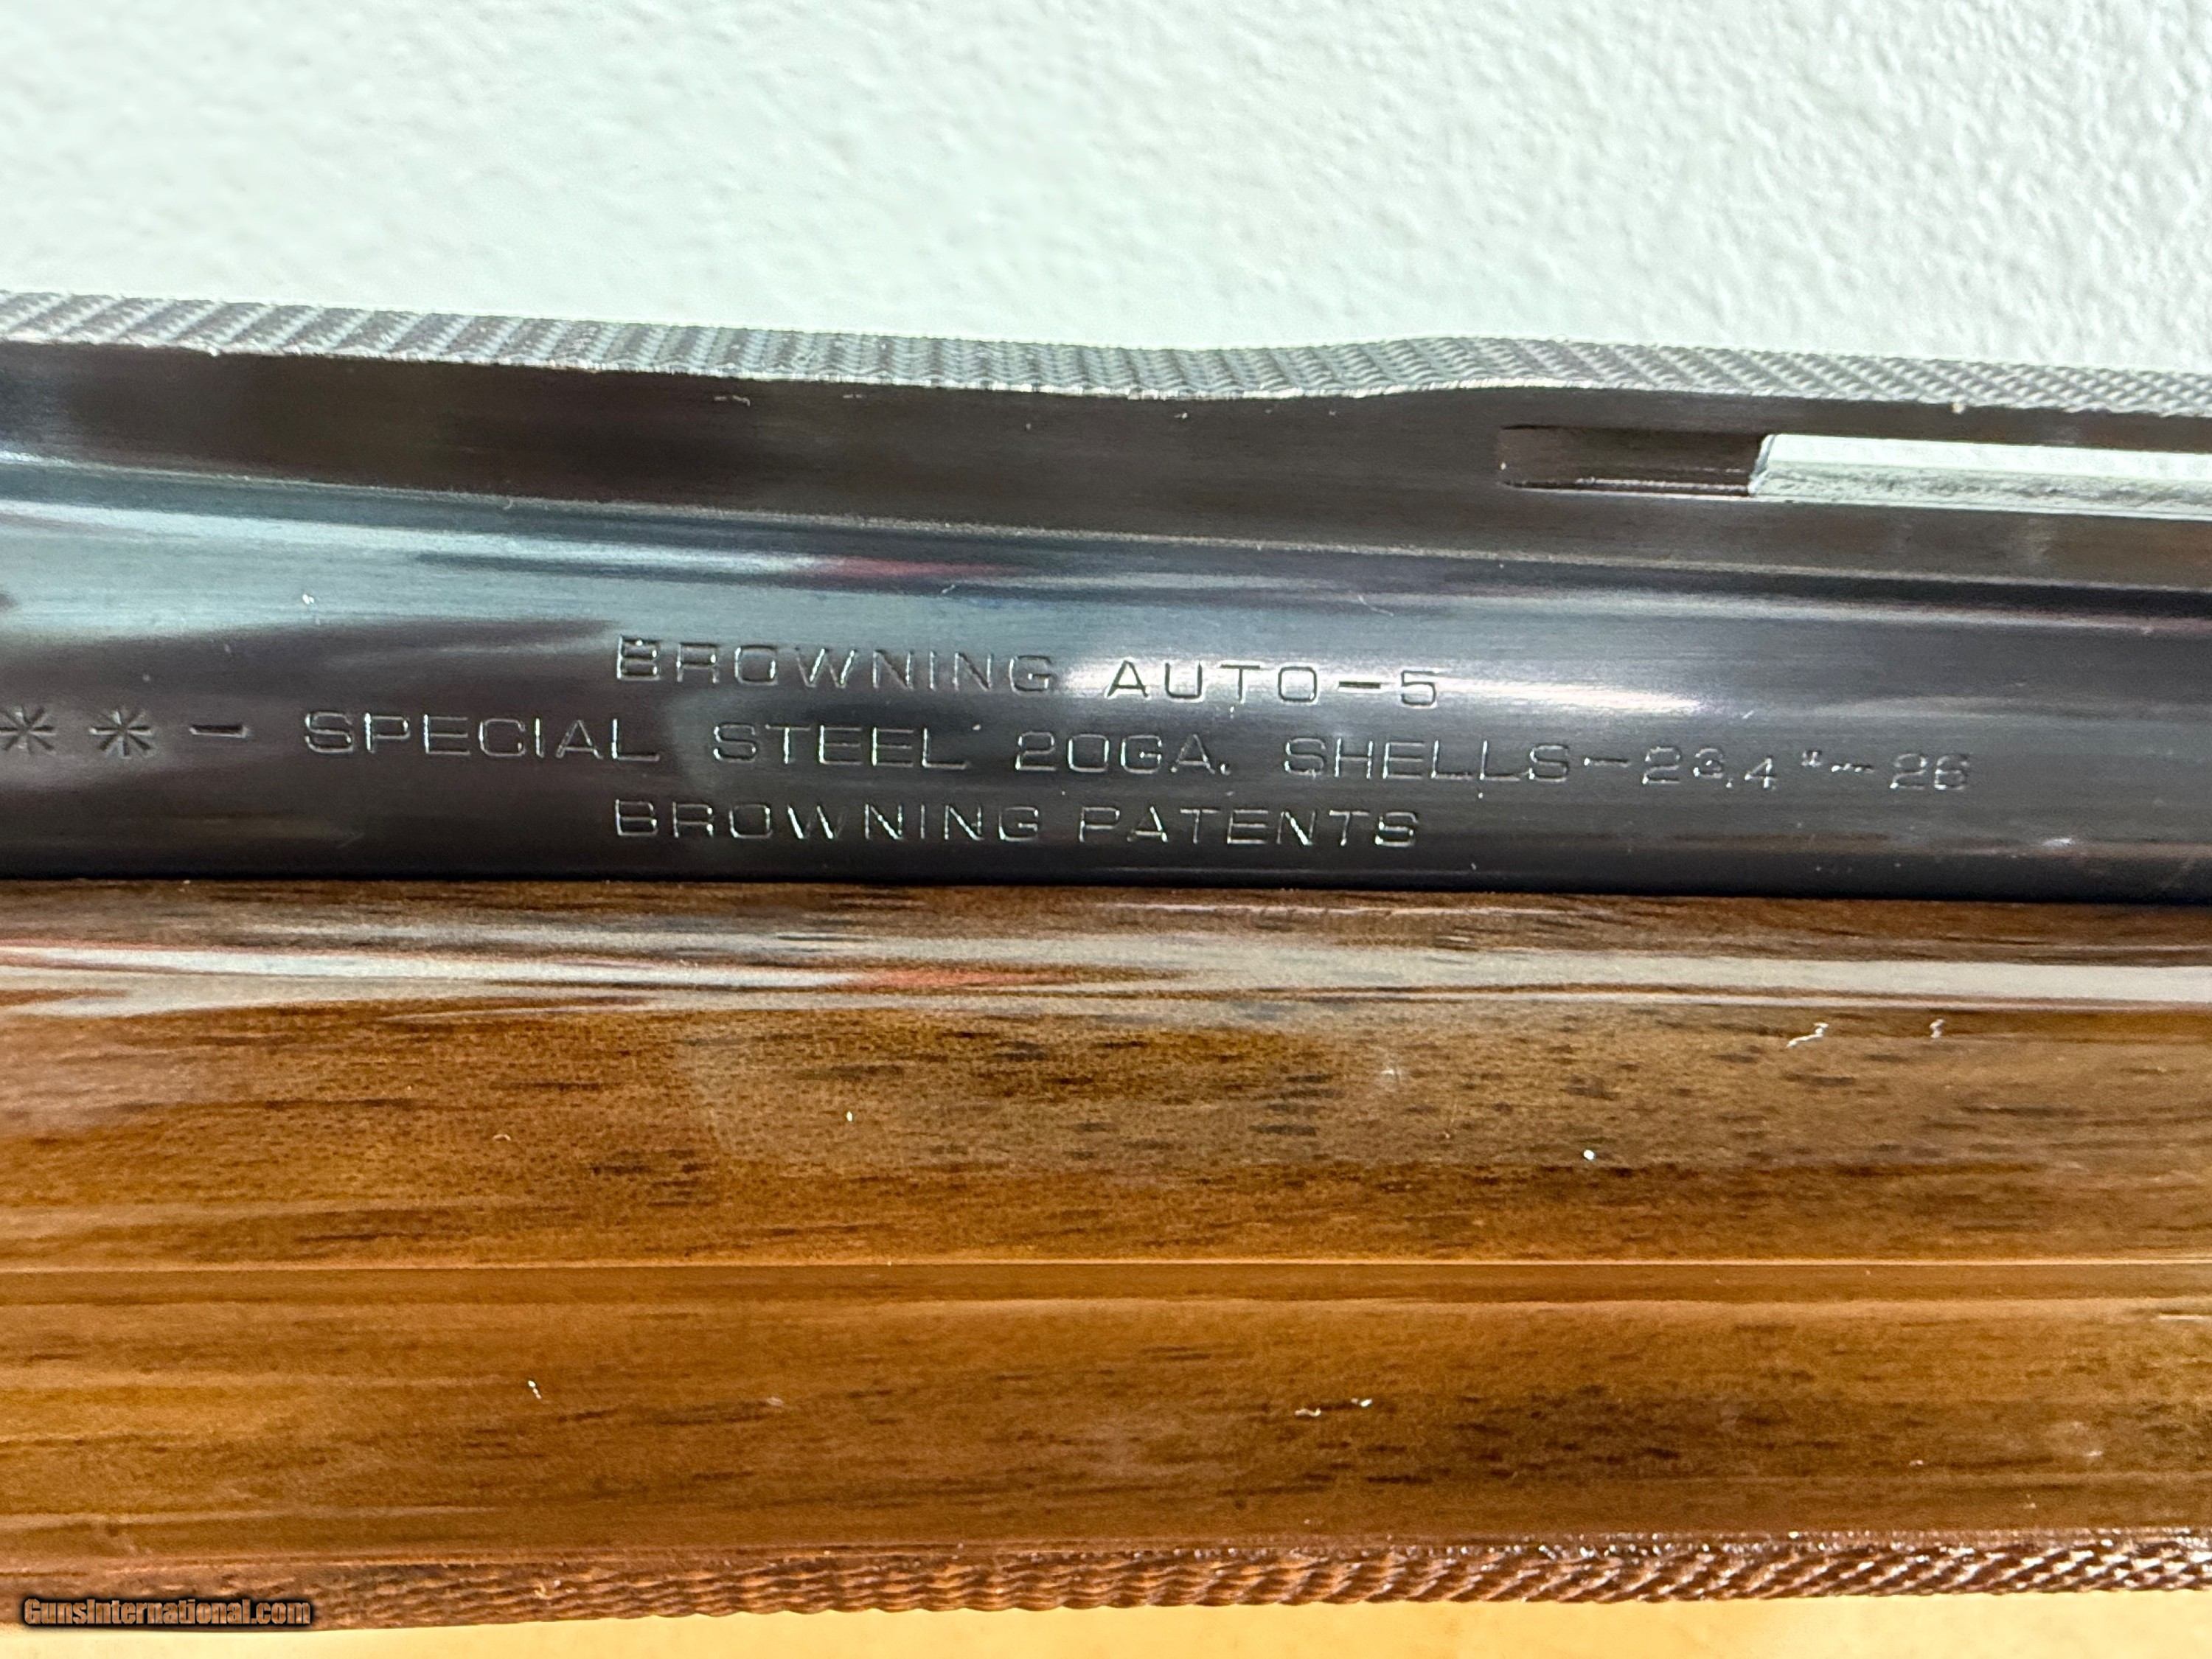 BROWNING AUTO-5
**- SPECIAL STEEL 20GA. SHELLS-23.4"-26
BROWNING PATENTS
GunsInternational.com